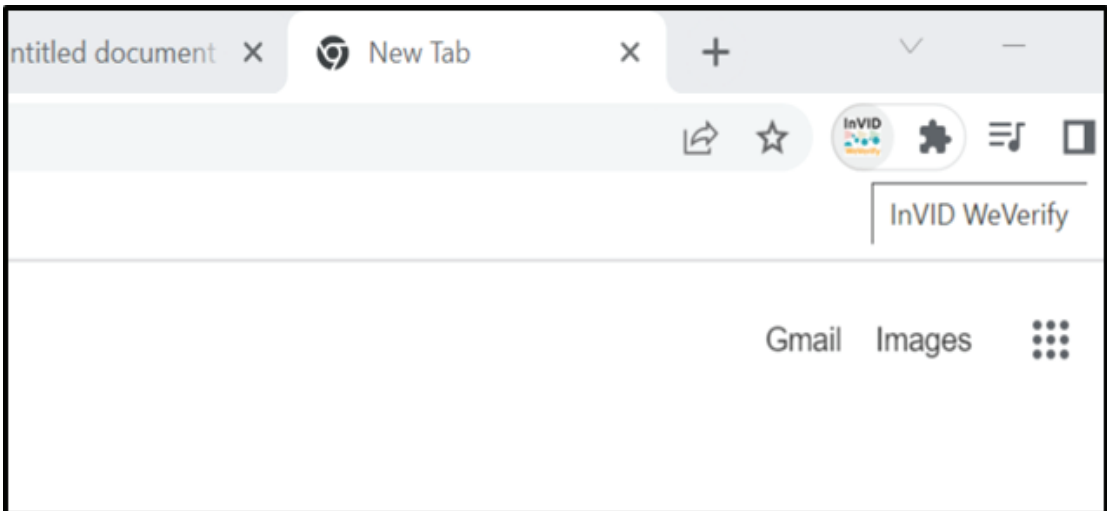 ntitled document
New Tab
InVID
WeVerify
InVID WeVerify
Gmail Images